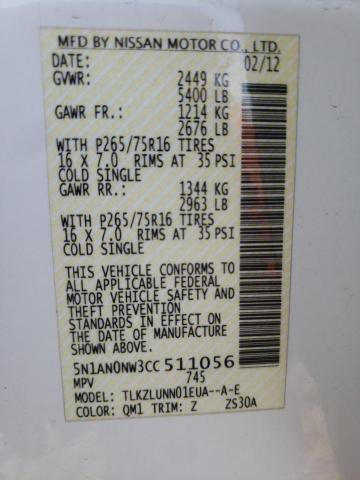 MFD BY NISSAN MOTOR CO., LTD.
DATE: 02/12
GVWR: 2449 KG
5400 LB
GAWR FR.: 1214 KG
2676 LB
WITH P265/75R16 TIRES
16 X 7.0 RIMS AT 35 PSI
COLD SINGLE
GAWR RR.: 1344 KG
2963 LB
WITH P265/75R16 TIRES
16 X 7.0 RIMS AT 35 PSI
COLD SINGLE
THIS VEHICLE CONFORMS TO
ALL APPLICABLE FEDERAL
MOTOR VEHICLE SAFETY AND
THEFT PREVENTION
STANDARDS IN EFFECT ON
THE DATE OF MANUFACTURE
SHOWN ABOVE.
5N1AN0NW3CC511056
MPV 745
MODEL: TLKZLUNN01EUA--A-E
COLOR: QM1 TRIM: Z ZS30A